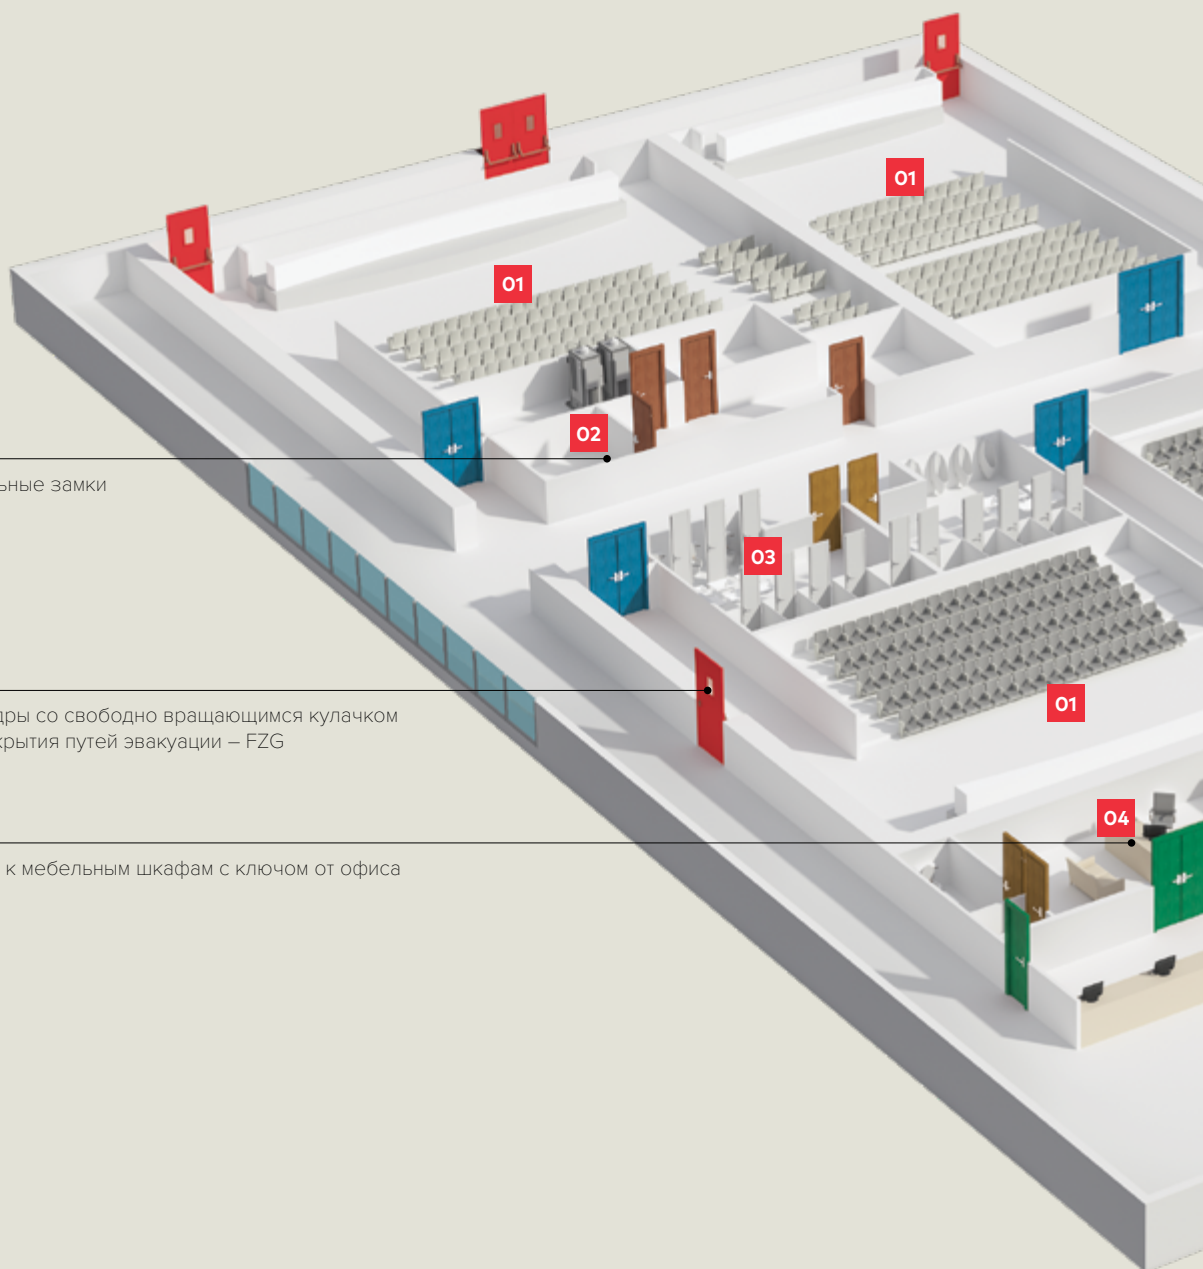 01
01
02
ьные замки
03
дры со свободно вращающимся кулачком
крытия путей эвакуации – FZG
01
04
к мебельным шкафам с ключом от офиса